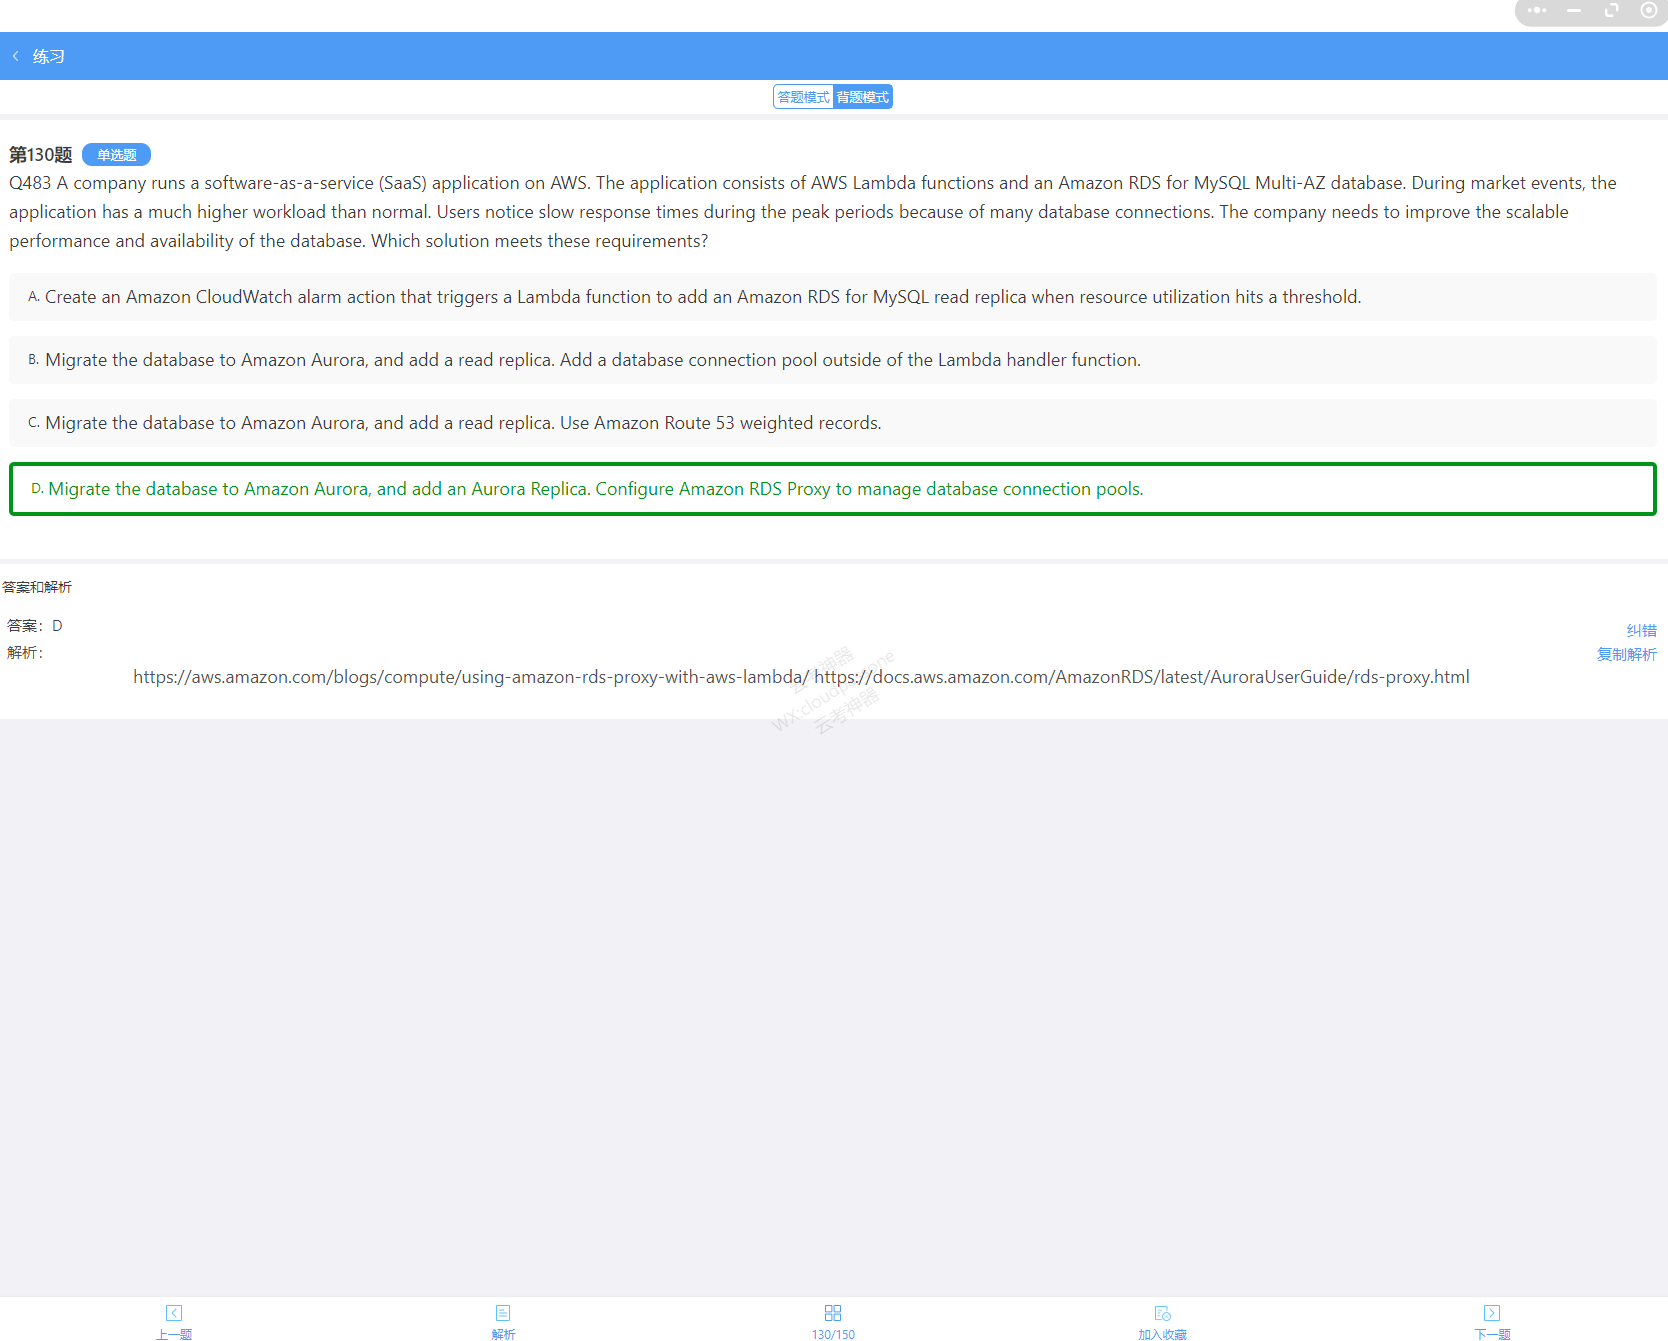 练习
答题模式 背题模式
第130题 单选题
Q483 A company runs a software-as-a-service (SaaS) application on AWS. The application consists of AWS Lambda functions and an Amazon RDS for MySQL Multi-AZ database. During market events, the
application has a much higher workload than normal. Users notice slow response times during the peak periods because of many database connections. The company needs to improve the scalable
performance and availability of the database. Which solution meets these requirements?
A. Create an Amazon CloudWatch alarm action that triggers a Lambda function to add an Amazon RDS for MySQL read replica when resource utilization hits a threshold.
B. Migrate the database to Amazon Aurora, and add a read replica. Add a database connection pool outside of the Lambda handler function.
C. Migrate the database to Amazon Aurora, and add a read replica. Use Amazon Route 53 weighted records.
D. Migrate the database to Amazon Aurora, and add an Aurora Replica. Configure Amazon RDS Proxy to manage database connection pools.
答案和解析
答案：D
纠错
解析：
复制解析
https://aws.amazon.com/blogs/compute/using-amazon-rds-proxy-with-aws-lambda/ https://docs.aws.amazon.com/AmazonRDS/latest/AuroraUserGuide/rds-proxy.html
云考神器
上一题 解析 130/150 加入收藏 下一题